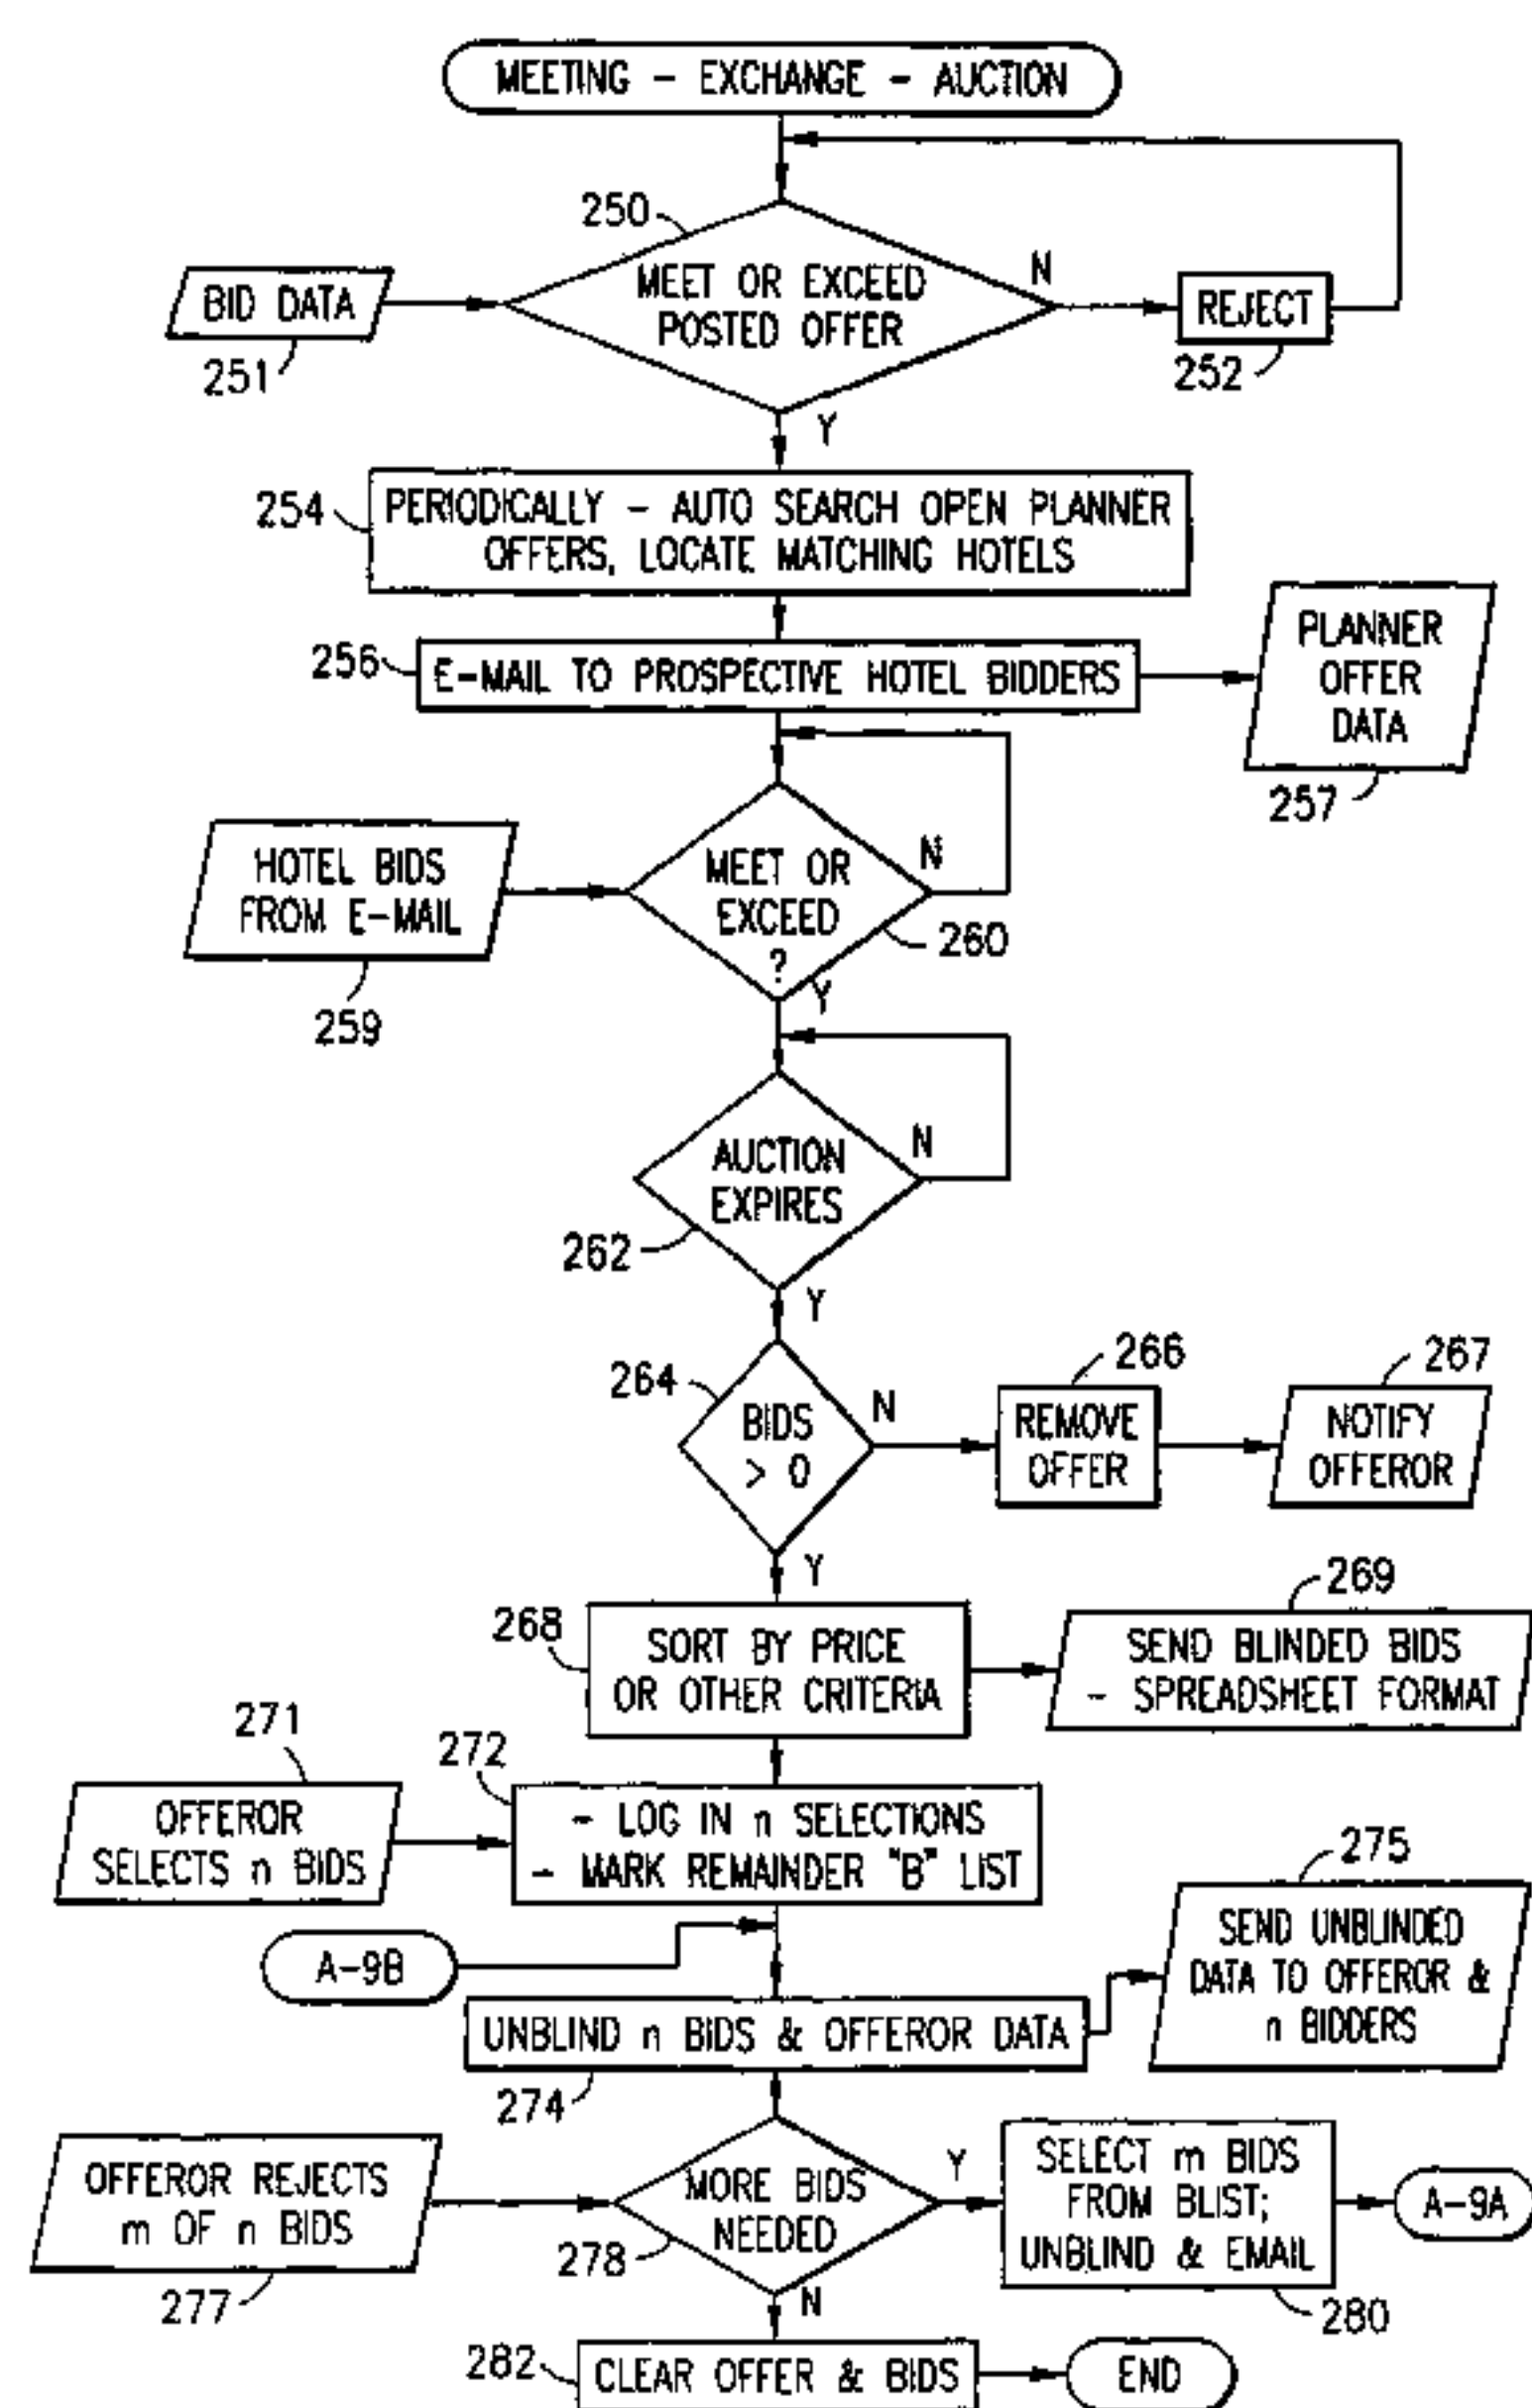 MEETING - EXCHANGE - AUCTION
250
MEET OR EXCEED
POSTED OFFER
N
BID DATA
251
REJECT
252
Y
254
PERIODICALLY - AUTO SEARCH OPEN PLANNER
OFFERS, LOCATE MATCHING HOTELS
256
E-MAIL TO PROSPECTIVE HOTEL BIDDERS
PLANNER
OFFER
DATA
257
HOTEL BIDS
FROM E-MAIL
259
MEET OR
EXCEED
?
N
260
Y
AUCTION
EXPIRES
N
262
Y
264
BIDS
> 0
N
266
REMOVE
OFFER
267
NOTIFY
OFFEROR
Y
268
SORT BY PRICE
OR OTHER CRITERIA
269
SEND BLINDED BIDS
- SPREADSHEET FORMAT
271
OFFEROR
SELECTS n BIDS
272
- LOG IN n SELECTIONS
- MARK REMAINDER "B" LIST
A-9B
275
SEND UNBLINDED
DATA TO OFFEROR &
n BIDDERS
UNBLIND n BIDS & OFFEROR DATA
274
OFFEROR REJECTS
m OF n BIDS
277
MORE BIDS
NEEDED
278
Y
SELECT m BIDS
FROM BLIST;
UNBLIND & EMAIL
280
A-9A
N
282
CLEAR OFFER & BIDS
END